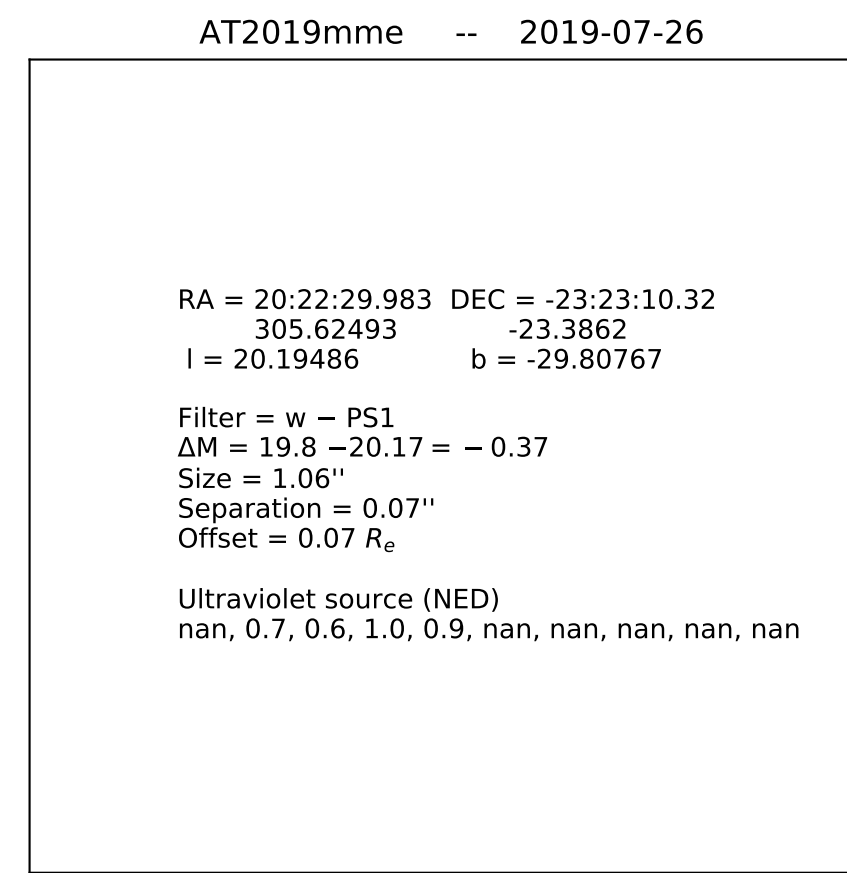 AT2019mme -- 2019-07-26
RA = 20:22:29.983 DEC = -23:23:10.32
305.62493 -23.3862
l = 20.19486 b = -29.80767
Filter = w − PS1
ΔM = 19.8 −20.17 = − 0.37
Size = 1.06''
Separation = 0.07''
Offset = 0.07 Re
Ultraviolet source (NED)
nan, 0.7, 0.6, 1.0, 0.9, nan, nan, nan, nan, nan